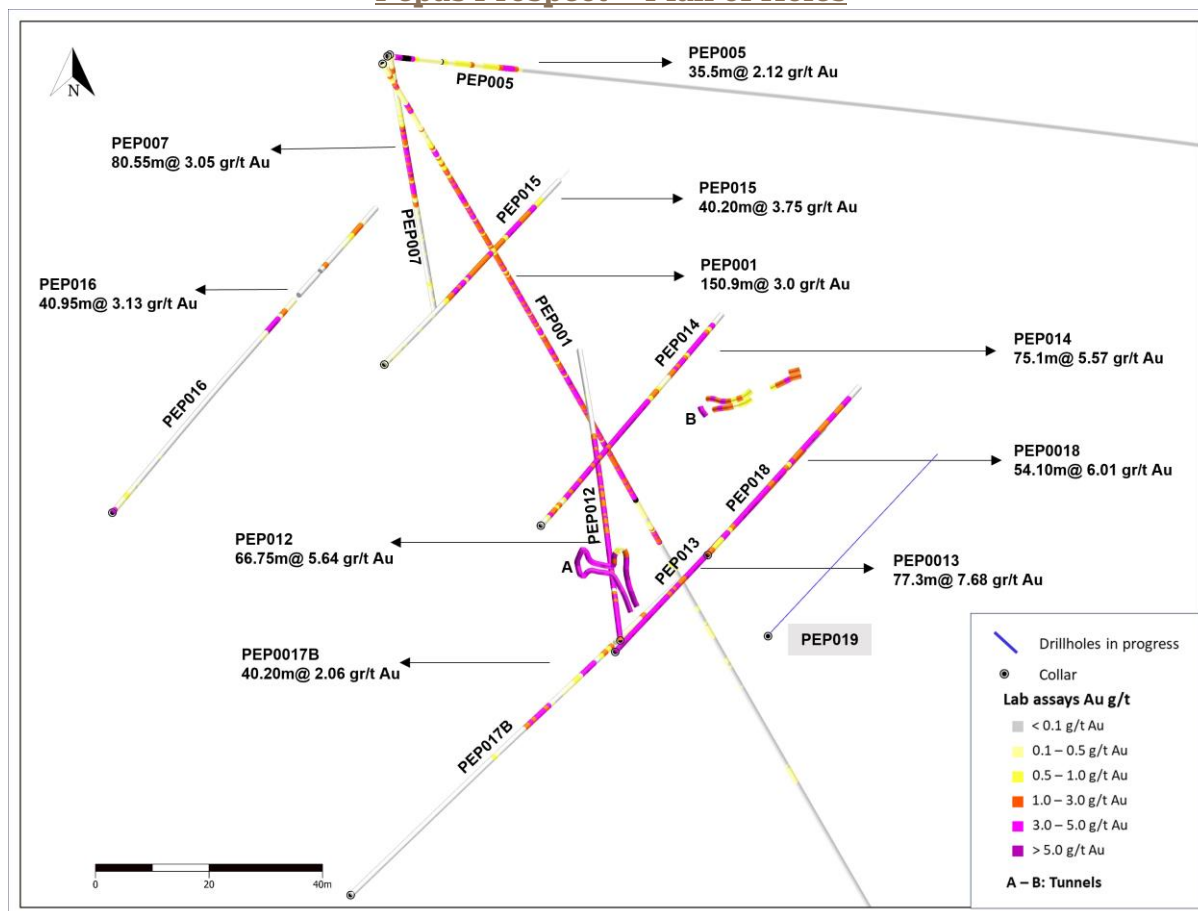 N
PEP005
35.5m@ 2.12 gr/t Au
PEP005
PEP007
80.55m@ 3.05 gr/t Au
PEP015
PEP015
40.20m@ 3.75 gr/t Au
PEP007
PEP016
40.95m@ 3.13 gr/t Au
PEP001
150.9m@ 3.0 gr/t Au
PEP001
PEP014
PEP014
75.1m@ 5.57 gr/t Au
PEP016
B
PEP0018
54.10m@ 6.01 gr/t Au
PEP018
PEP012
PEP012
66.75m@ 5.64 gr/t Au
A
PEP013
PEP0013
77.3m@ 7.68 gr/t Au
PEP0017B
40.20m@ 2.06 gr/t Au
PEP019
PEP017B
Drillholes in progress
Collar
Lab assays Au g/t
< 0.1 g/t Au
0.1 – 0.5 g/t Au
0.5 – 1.0 g/t Au
1.0 – 3.0 g/t Au
3.0 – 5.0 g/t Au
> 5.0 g/t Au
A – B: Tunnels
0
20
40m